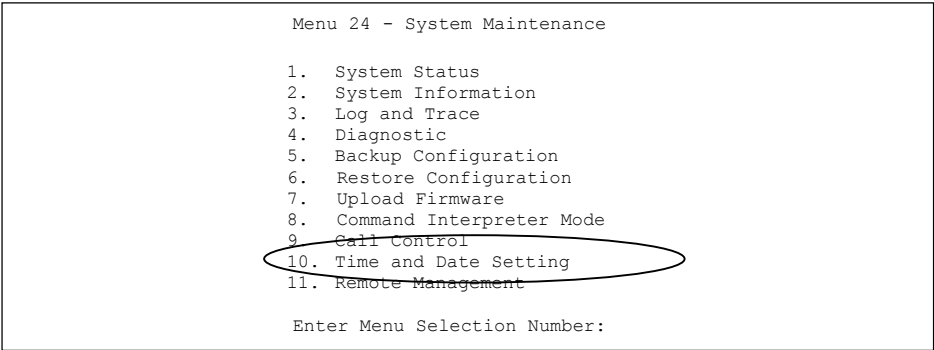 Menu 24 - System Maintenance
1. System Status
2. System Information
3. Log and Trace
4. Diagnostic
5. Backup Configuration
6. Restore Configuration
7. Upload Firmware
8. Command Interpreter Mode
9. Call Control
10. Time and Date Setting
11. Remote Management
Enter Menu Selection Number: